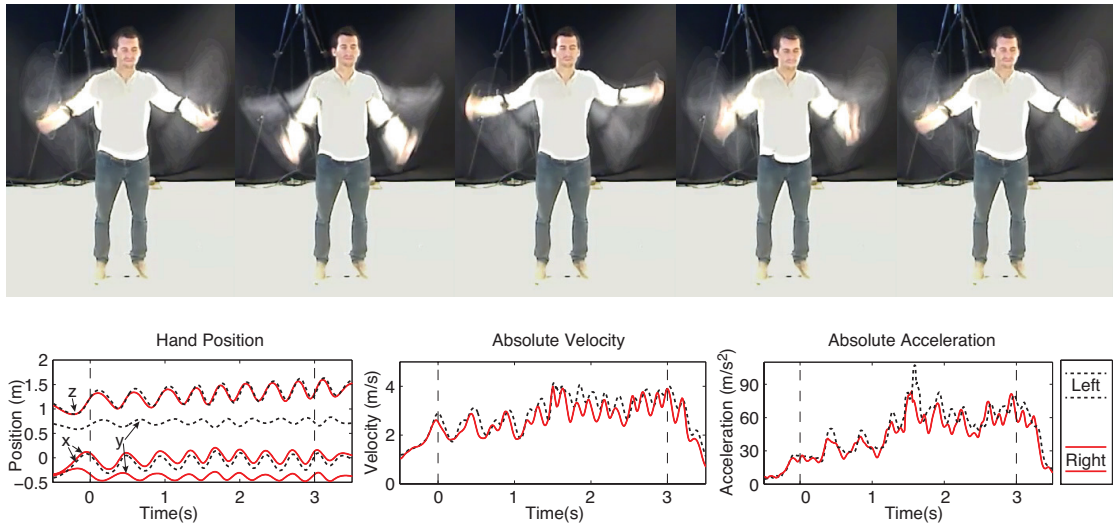 Hand Position
Position (m)
2
1.5
1
0.5
0
−0.5
z
x
y
0
1
2
3
Time(s)
Absolute Velocity
Velocity (m/s)
4
2
0
0
1
2
3
Time(s)
Absolute Acceleration
Acceleration (m/s²)
90
60
30
0
0
1
2
3
Time(s)
Left
Right